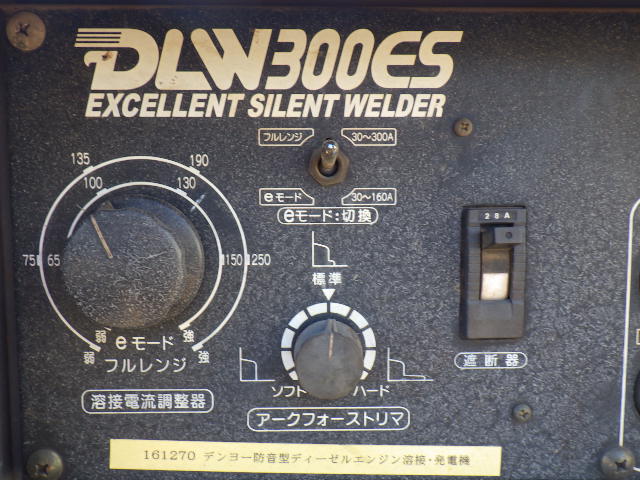 DLW300ES
EXCELLENT SILENT WELDER
フルレンジ 30～300A
eモード 30～160A
eモード:切換
135 190
100 130
75 65 150 250
弱 強
eモード
弱 強
フルレンジ
溶接電流調整器
標準
ソフト ハード
アークフォーストリマ
28A
遮断器
161270 デンヨー防音型ディーゼルエンジン溶接・発電機